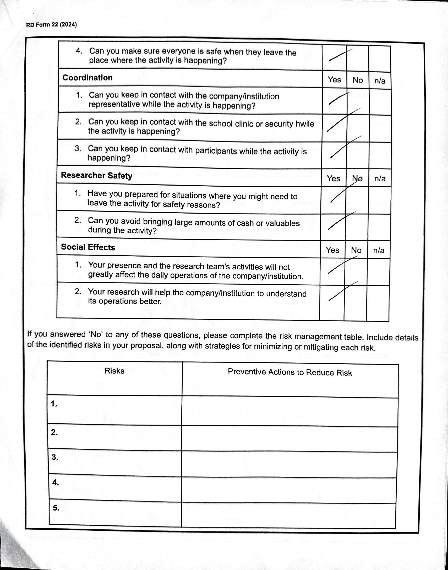 RD Form 22 (2024)
4. Can you make sure everyone is safe when they leave the
place where the activity is happening?
Coordination Yes No n/a
1. Can you keep in contact with the company/institution
representative while the activity is happening?
2. Can you keep in contact with the school clinic or security hwile
the activity is happening?
3. Can you keep in contact with participants while the activity is
happening?
Researcher Safety Yes No n/a
1. Have you prepared for situations where you might need to
leave the activity for safety reasons?
2. Can you avoid bringing large amounts of cash or valuables
during the activity?
Social Effects Yes No n/a
1. Your presence and the research team's activities will not
greatly affect the daily operations of the company/institution.
2. Your research will help the company/institution to understand
its operations better.
If you answered 'No' to any of these questions, please complete the risk management table. Include details
of the identified risks in your proposal, along with strategies for minimizing or mitigating each risk.
Risks Preventive Actions to Reduce Risk
1.
2.
3.
4.
5.